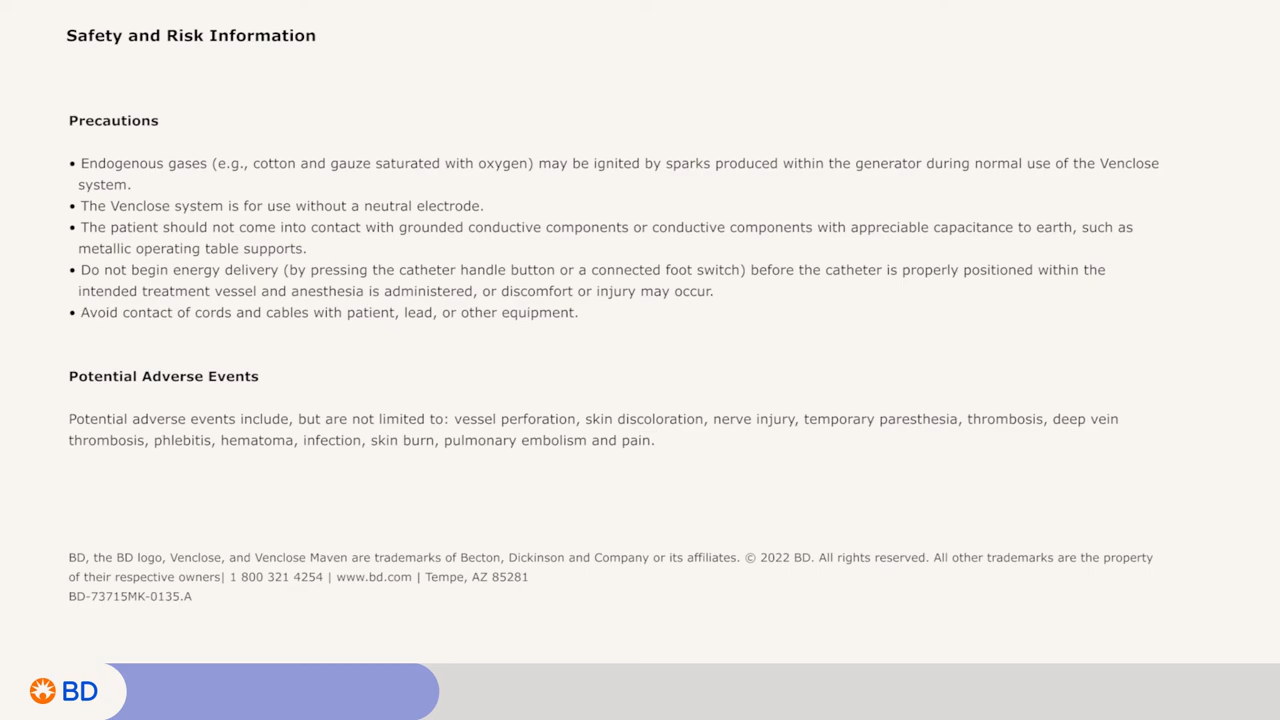 Safety and Risk Information
Precautions
• Endogenous gases (e.g., cotton and gauze saturated with oxygen) may be ignited by sparks produced within the generator during normal use of the Venclose
system.
• The Venclose system is for use without a neutral electrode.
• The patient should not come into contact with grounded conductive components or conductive components with appreciable capacitance to earth, such as
metallic operating table supports.
• Do not begin energy delivery (by pressing the catheter handle button or a connected foot switch) before the catheter is properly positioned within the
intended treatment vessel and anesthesia is administered, or discomfort or injury may occur.
• Avoid contact of cords and cables with patient, lead, or other equipment.
Potential Adverse Events
Potential adverse events include, but are not limited to: vessel perforation, skin discoloration, nerve injury, temporary paresthesia, thrombosis, deep vein
thrombosis, phlebitis, hematoma, infection, skin burn, pulmonary embolism and pain.
BD, the BD logo, Venclose, and Venclose Maven are trademarks of Becton, Dickinson and Company or its affiliates. © 2022 BD. All rights reserved. All other trademarks are the property
of their respective owners| 1 800 321 4254 | www.bd.com | Tempe, AZ 85281
BD-73715MK-0135.A
BD